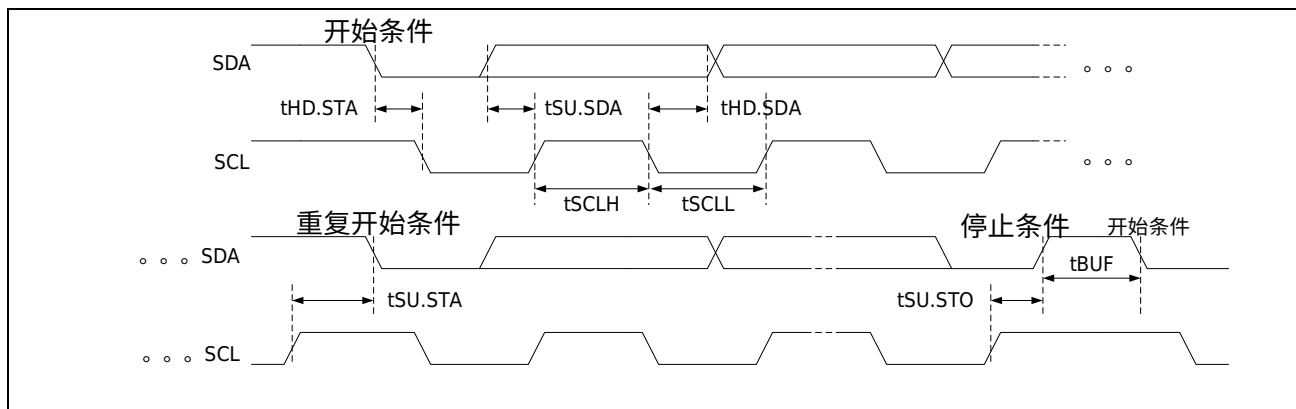 开始条件
SDA
。。。
tHD.STA
tSU.SDA
tHD.SDA
SCL
。。。
tSCLH
tSCLL
重复开始条件
停止条件
开始条件
。。。SDA
tBUF
tSU.STA
tSU.STO
。。。SCL